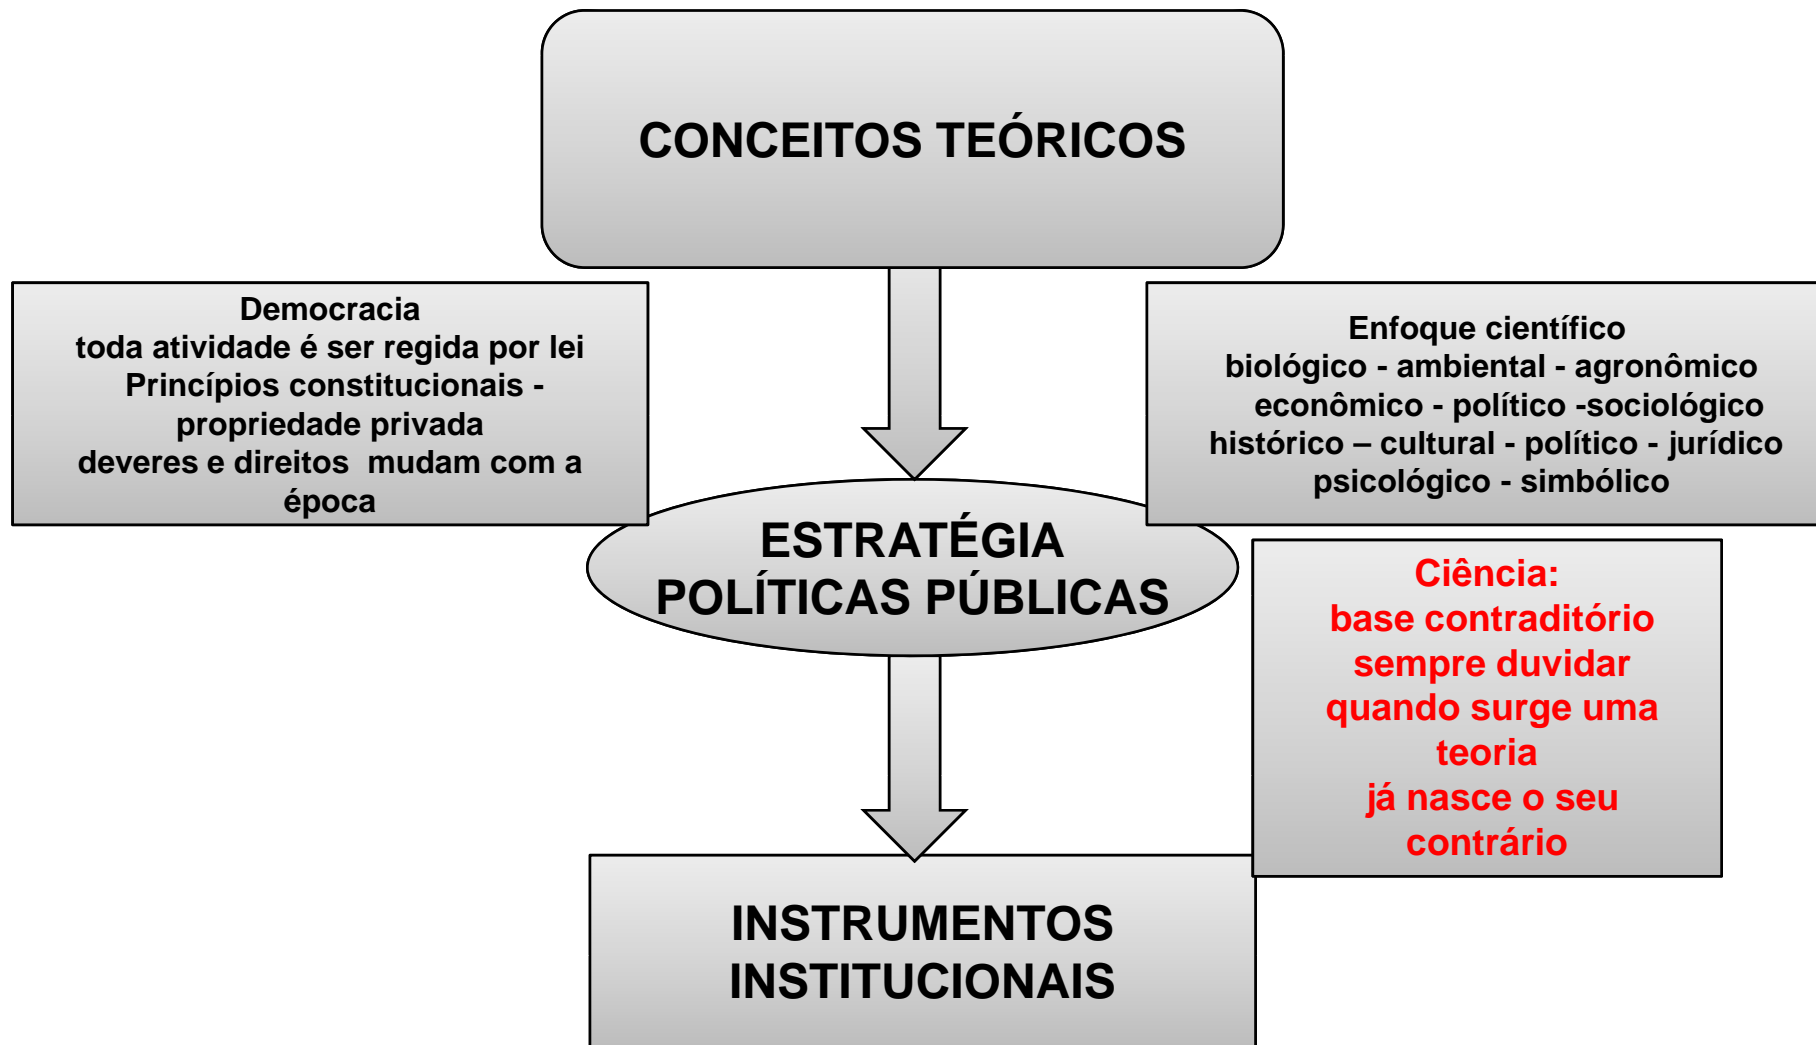 CONCEITOS TEÓRICOS
Democracia
toda atividade é ser regida por lei
Princípios constitucionais -
propriedade privada
deveres e direitos mudam com a
época
Enfoque científico
biológico - ambiental - agronômico
econômico - político -sociológico
histórico – cultural - político - jurídico
psicológico - simbólico
ESTRATÉGIA
POLÍTICAS PÚBLICAS
Ciência:
base contraditório
sempre duvidar
quando surge uma
teoria
já nasce o seu
contrário
INSTRUMENTOS
INSTITUCIONAIS